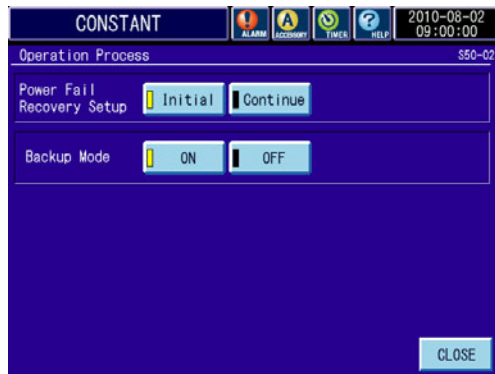 CONSTANT
ALARM
ACCESSORY
TIMER
HELP
2010-08-02
09:00:00
Operation Process
S50-02
Power Fail
Recovery Setup
Initial
Continue
Backup Mode
ON
OFF
CLOSE